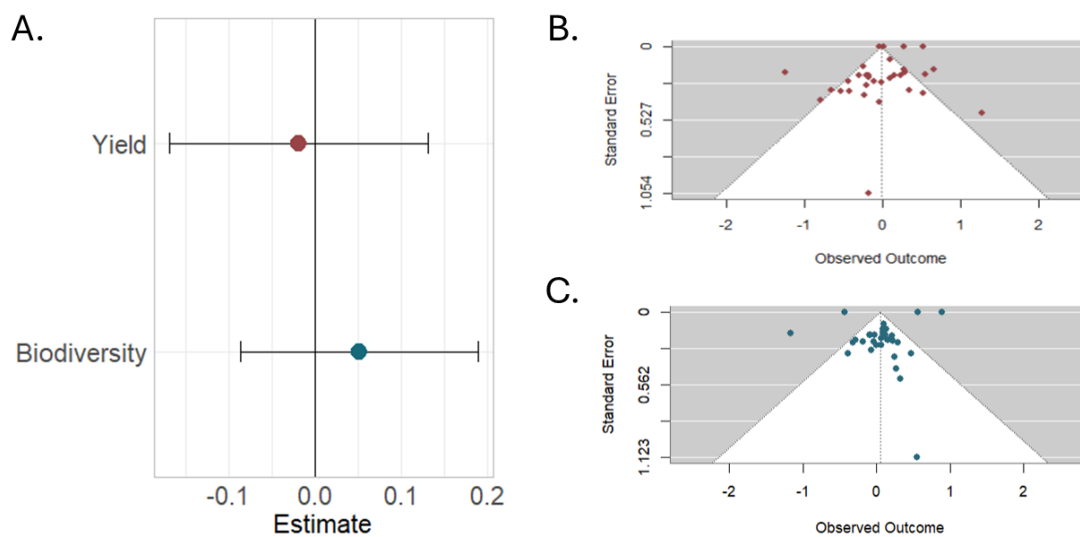 A.
Yield
Biodiversity
-0.1 0.0 0.1 0.2
Estimate
B.
Standard Error
0
0.527
1.054
-2 -1 0 1 2
Observed Outcome
C.
Standard Error
0
0.562
1.123
-2 -1 0 1 2
Observed Outcome